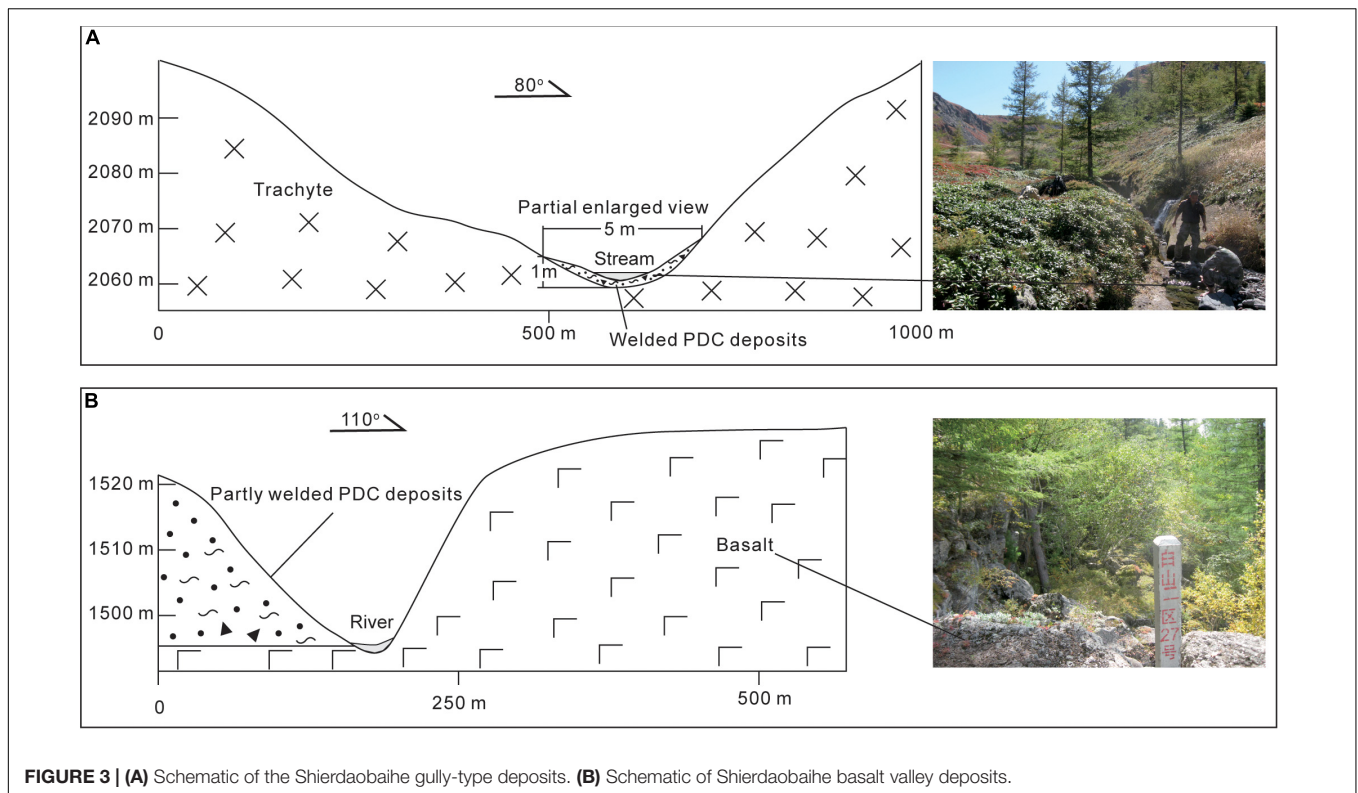 A
80°
2090 m
2080 m
2070 m
2060 m
Trachyte
Partial enlarged view
5 m
Stream
1m
0
500 m
1000 m
Welded PDC deposits
B
110°
1520 m
1510 m
1500 m
Partly welded PDC deposits
River
Basalt
0
250 m
500 m
白山一区27号
FIGURE 3 | (A) Schematic of the Shierdaobaihe gully-type deposits. (B) Schematic of Shierdaobaihe basalt valley deposits.